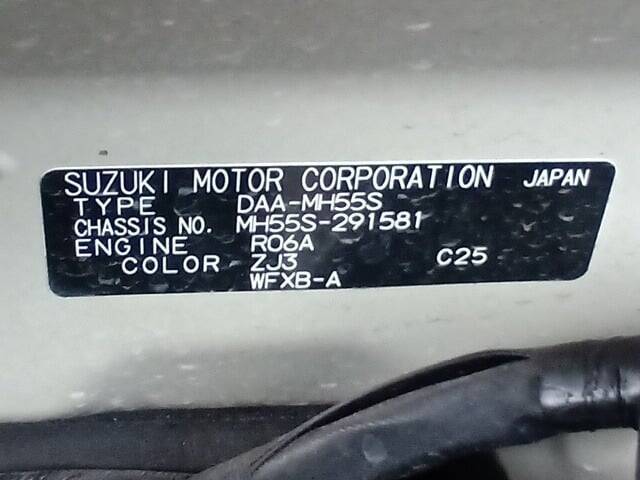 SUZUKI MOTOR CORPORATION JAPAN
TYPE DAA-MH55S
CHASSIS NO. MH55S-291581
ENGINE R06A
COLOR ZJ3 C25
WFXB-A